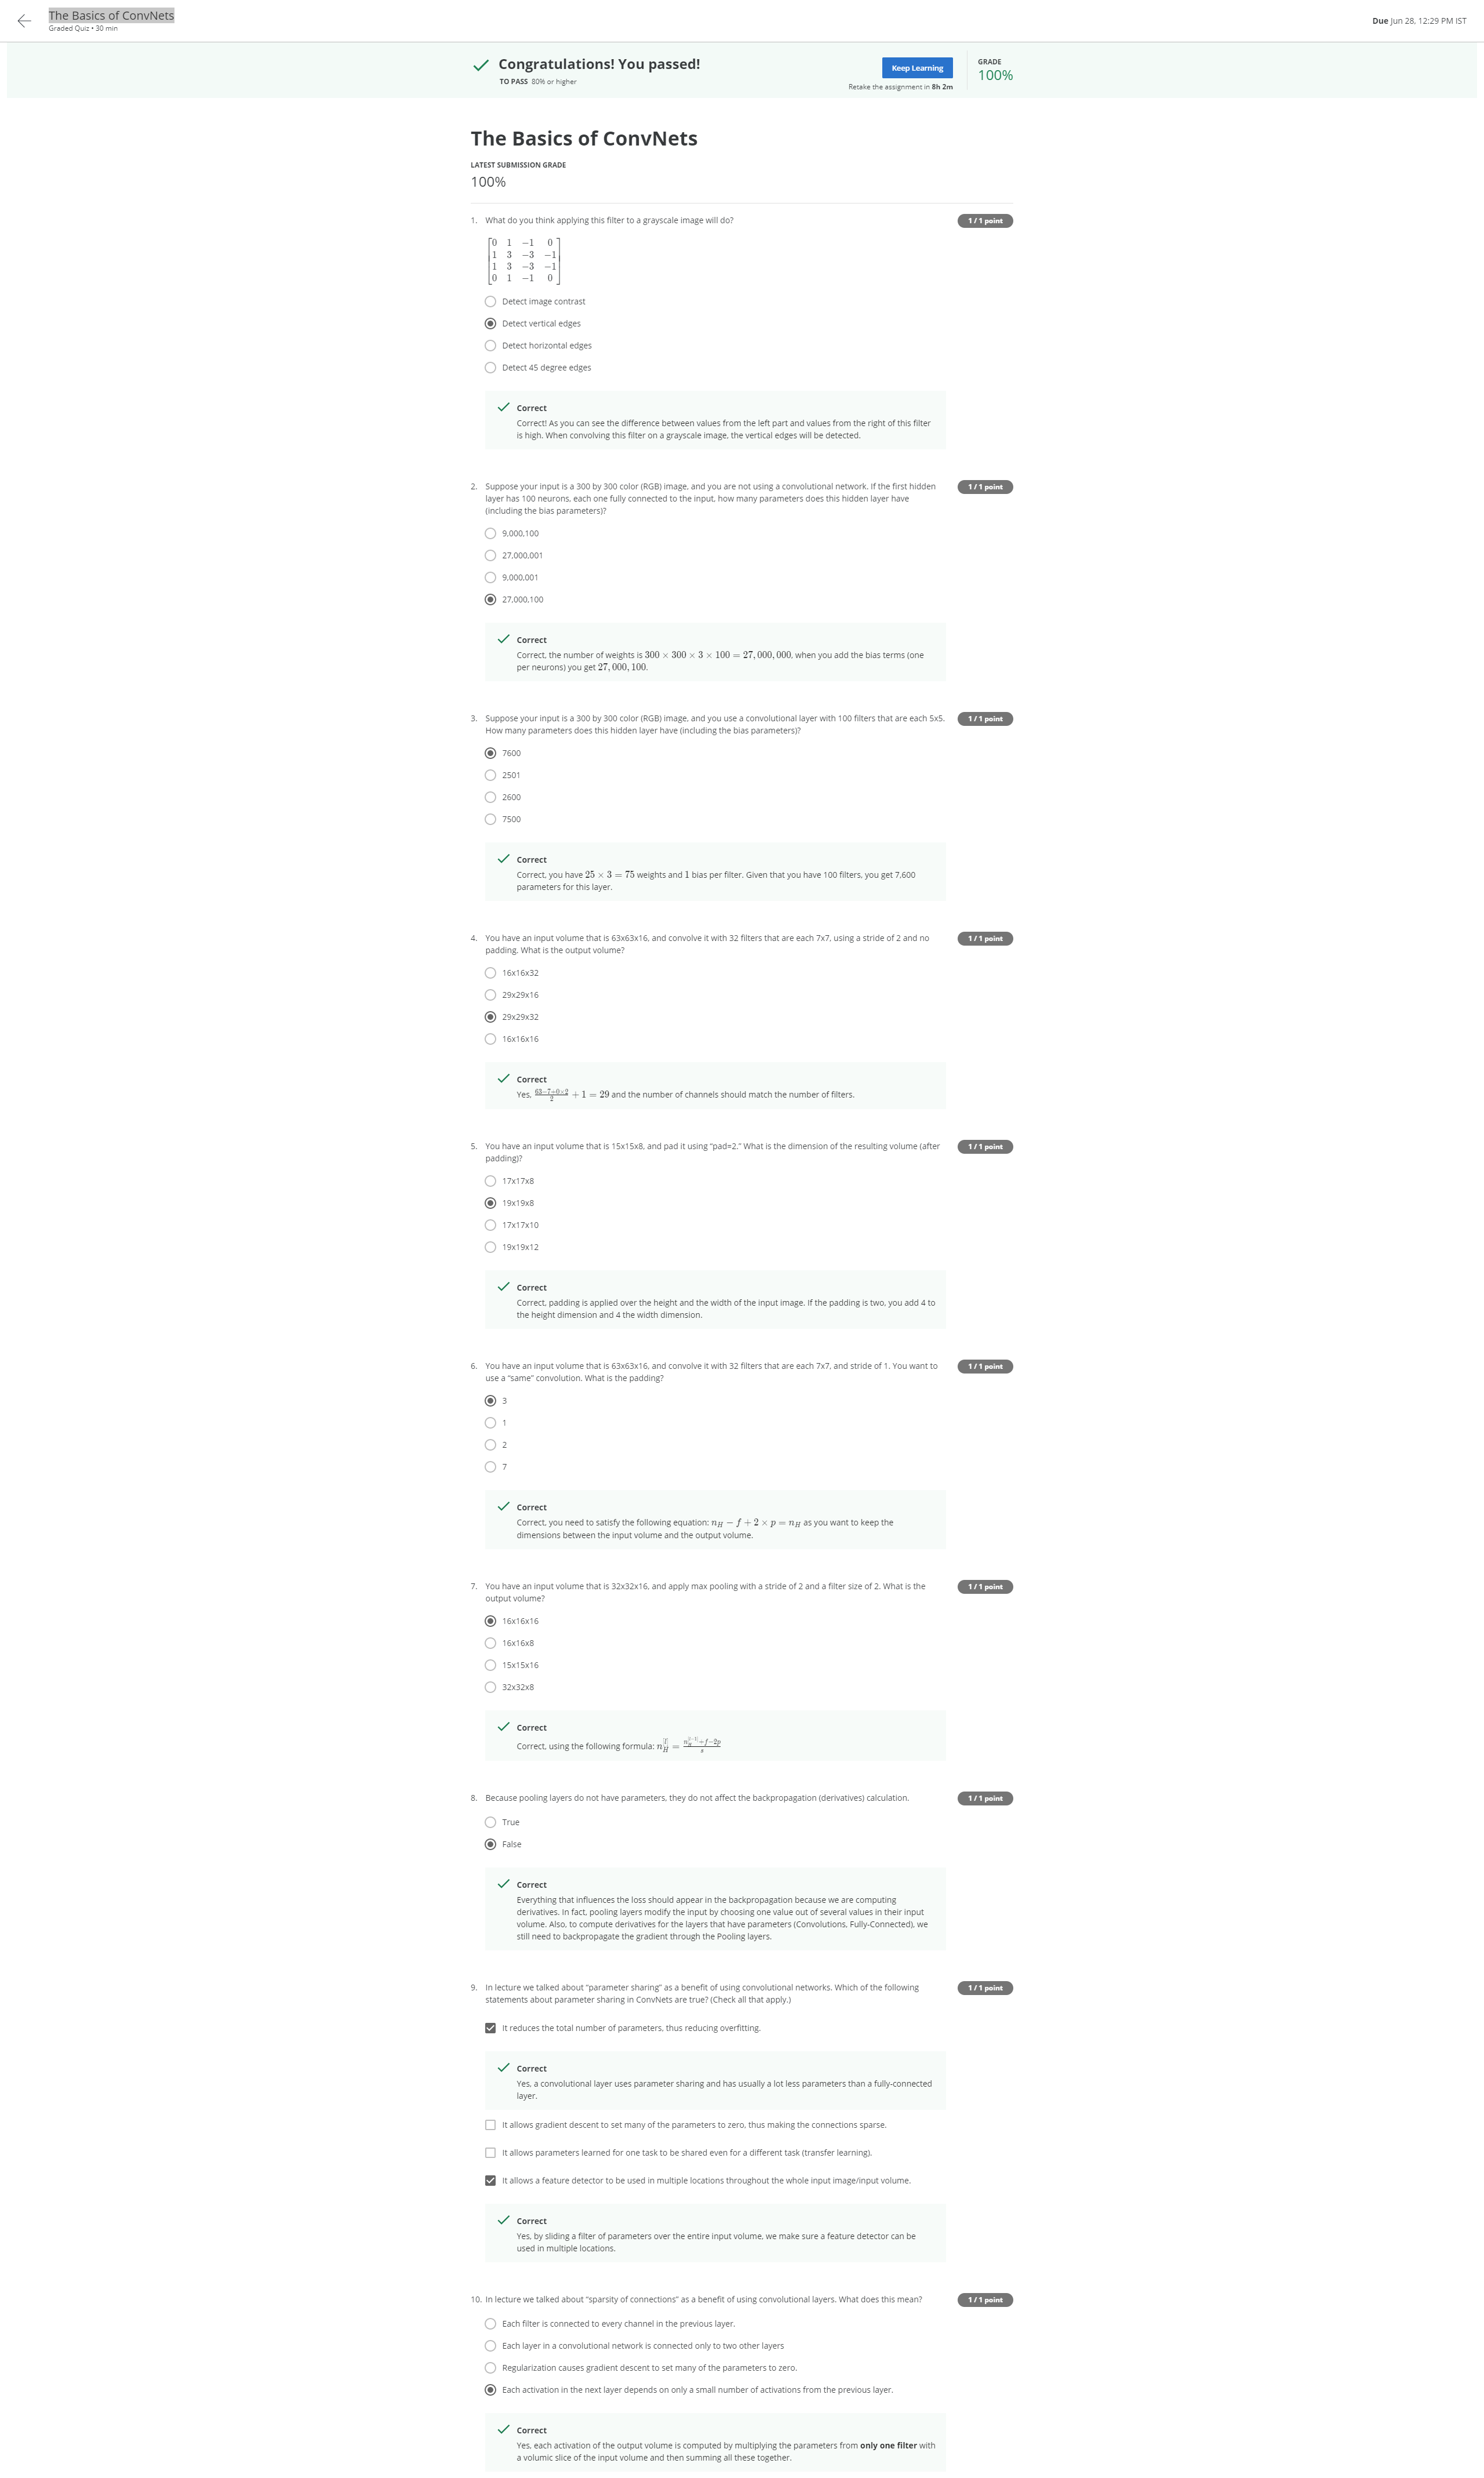 The Basics of ConvNets
Graded Quiz • 30 min
Due Jun 28, 12:29 PM IST
Congratulations! You passed!
TO PASS 80% or higher
Keep Learning
Retake the assignment in 8h 2m
GRADE
100%
The Basics of ConvNets
LATEST SUBMISSION GRADE
100%
1. What do you think applying this filter to a grayscale image will do?
1 / 1 point
0 1 −1 0
1 3 −3 −1
1 3 −3 −1
0 1 −1 0
Detect image contrast
Detect vertical edges
Detect horizontal edges
Detect 45 degree edges
Correct
Correct! As you can see the difference between values from the left part and values from the right of this filter
is high. When convolving this filter on a grayscale image, the vertical edges will be detected.
2. Suppose your input is a 300 by 300 color (RGB) image, and you are not using a convolutional network. If the first hidden
layer has 100 neurons, each one fully connected to the input, how many parameters does this hidden layer have
(including the bias parameters)?
1 / 1 point
9,000,100
27,000,001
9,000,001
27,000,100
Correct
Correct, the number of weights is 300 × 300 × 3 × 100 = 27,000,000, when you add the bias terms (one
per neurons) you get 27,000,100.
3. Suppose your input is a 300 by 300 color (RGB) image, and you use a convolutional layer with 100 filters that are each 5x5.
How many parameters does this hidden layer have (including the bias parameters)?
1 / 1 point
7600
2501
2600
7500
Correct
Correct, you have 25 × 3 = 75 weights and 1 bias per filter. Given that you have 100 filters, you get 7,600
parameters for this layer.
4. You have an input volume that is 63x63x16, and convolve it with 32 filters that are each 7x7, using a stride of 2 and no
padding. What is the output volume?
1 / 1 point
16x16x32
29x29x16
29x29x32
16x16x16
Correct
Yes, (63−7+0×2)/2 + 1 = 29 and the number of channels should match the number of filters.
5. You have an input volume that is 15x15x8, and pad it using “pad=2.” What is the dimension of the resulting volume (after
padding)?
1 / 1 point
17x17x8
19x19x8
17x17x10
19x19x12
Correct
Correct, padding is applied over the height and the width of the input image. If the padding is two, you add 4 to
the height dimension and 4 the width dimension.
6. You have an input volume that is 63x63x16, and convolve it with 32 filters that are each 7x7, and stride of 1. You want to
use a “same” convolution. What is the padding?
1 / 1 point
3
1
2
7
Correct
Correct, you need to satisfy the following equation: n_H − f + 2 × p = n_H as you want to keep the
dimensions between the input volume and the output volume.
7. You have an input volume that is 32x32x16, and apply max pooling with a stride of 2 and a filter size of 2. What is the
output volume?
1 / 1 point
16x16x16
16x16x8
15x15x16
32x32x8
Correct
Correct, using the following formula: n_H^[l] = (n_H^[l−1]+f−2p)/s
8. Because pooling layers do not have parameters, they do not affect the backpropagation (derivatives) calculation.
1 / 1 point
True
False
Correct
Everything that influences the loss should appear in the backpropagation because we are computing
derivatives. In fact, pooling layers modify the input by choosing one value out of several values in their input
volume. Also, to compute derivatives for the layers that have parameters (Convolutions, Fully-Connected), we
still need to backpropagate the gradient through the Pooling layers.
9. In lecture we talked about “parameter sharing” as a benefit of using convolutional networks. Which of the following
statements about parameter sharing in ConvNets are true? (Check all that apply.)
1 / 1 point
It reduces the total number of parameters, thus reducing overfitting.
Correct
Yes, a convolutional layer uses parameter sharing and has usually a lot less parameters than a fully-connected
layer.
It allows gradient descent to set many of the parameters to zero, thus making the connections sparse.
It allows parameters learned for one task to be shared even for a different task (transfer learning).
It allows a feature detector to be used in multiple locations throughout the whole input image/input volume.
Correct
Yes, by sliding a filter of parameters over the entire input volume, we make sure a feature detector can be
used in multiple locations.
10. In lecture we talked about “sparsity of connections” as a benefit of using convolutional layers. What does this mean?
1 / 1 point
Each filter is connected to every channel in the previous layer.
Each layer in a convolutional network is connected only to two other layers
Regularization causes gradient descent to set many of the parameters to zero.
Each activation in the next layer depends on only a small number of activations from the previous layer.
Correct
Yes, each activation of the output volume is computed by multiplying the parameters from only one filter with
a volumic slice of the input volume and then summing all these together.